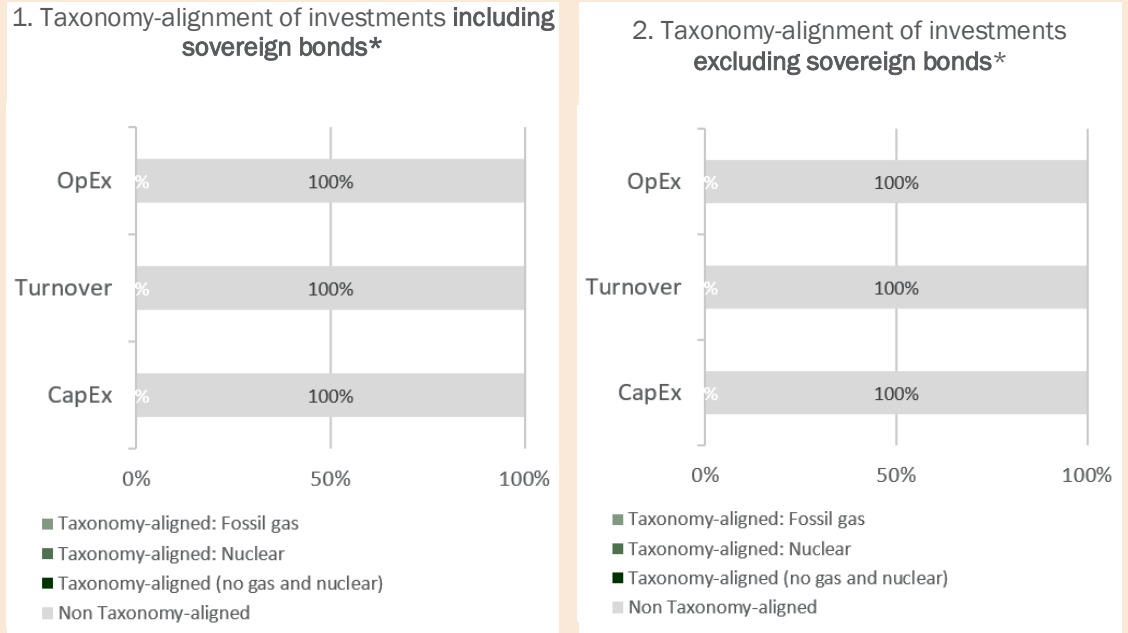 1. Taxonomy-alignment of investments including
sovereign bonds*
OpEx
%
100%
Turnover
%
100%
CapEx
%
100%
0%
50%
100%
Taxonomy-aligned: Fossil gas
Taxonomy-aligned: Nuclear
Taxonomy-aligned (no gas and nuclear)
Non Taxonomy-aligned
2. Taxonomy-alignment of investments
excluding sovereign bonds*
OpEx
%
100%
Turnover
%
100%
CapEx
%
100%
0%
50%
100%
Taxonomy-aligned: Fossil gas
Taxonomy-aligned: Nuclear
Taxonomy-aligned (no gas and nuclear)
Non Taxonomy-aligned